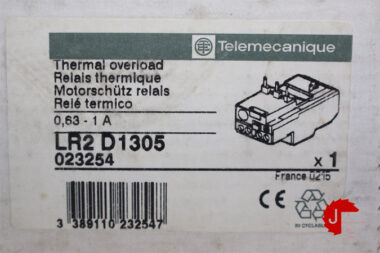 Telemecanique
Thermal overload
Relais thermique
Motorschütz relais
Relé termico
0,63 - 1 A
LR2 D1305
023254
x 1
France 0216
3 389110 232547
CE
J